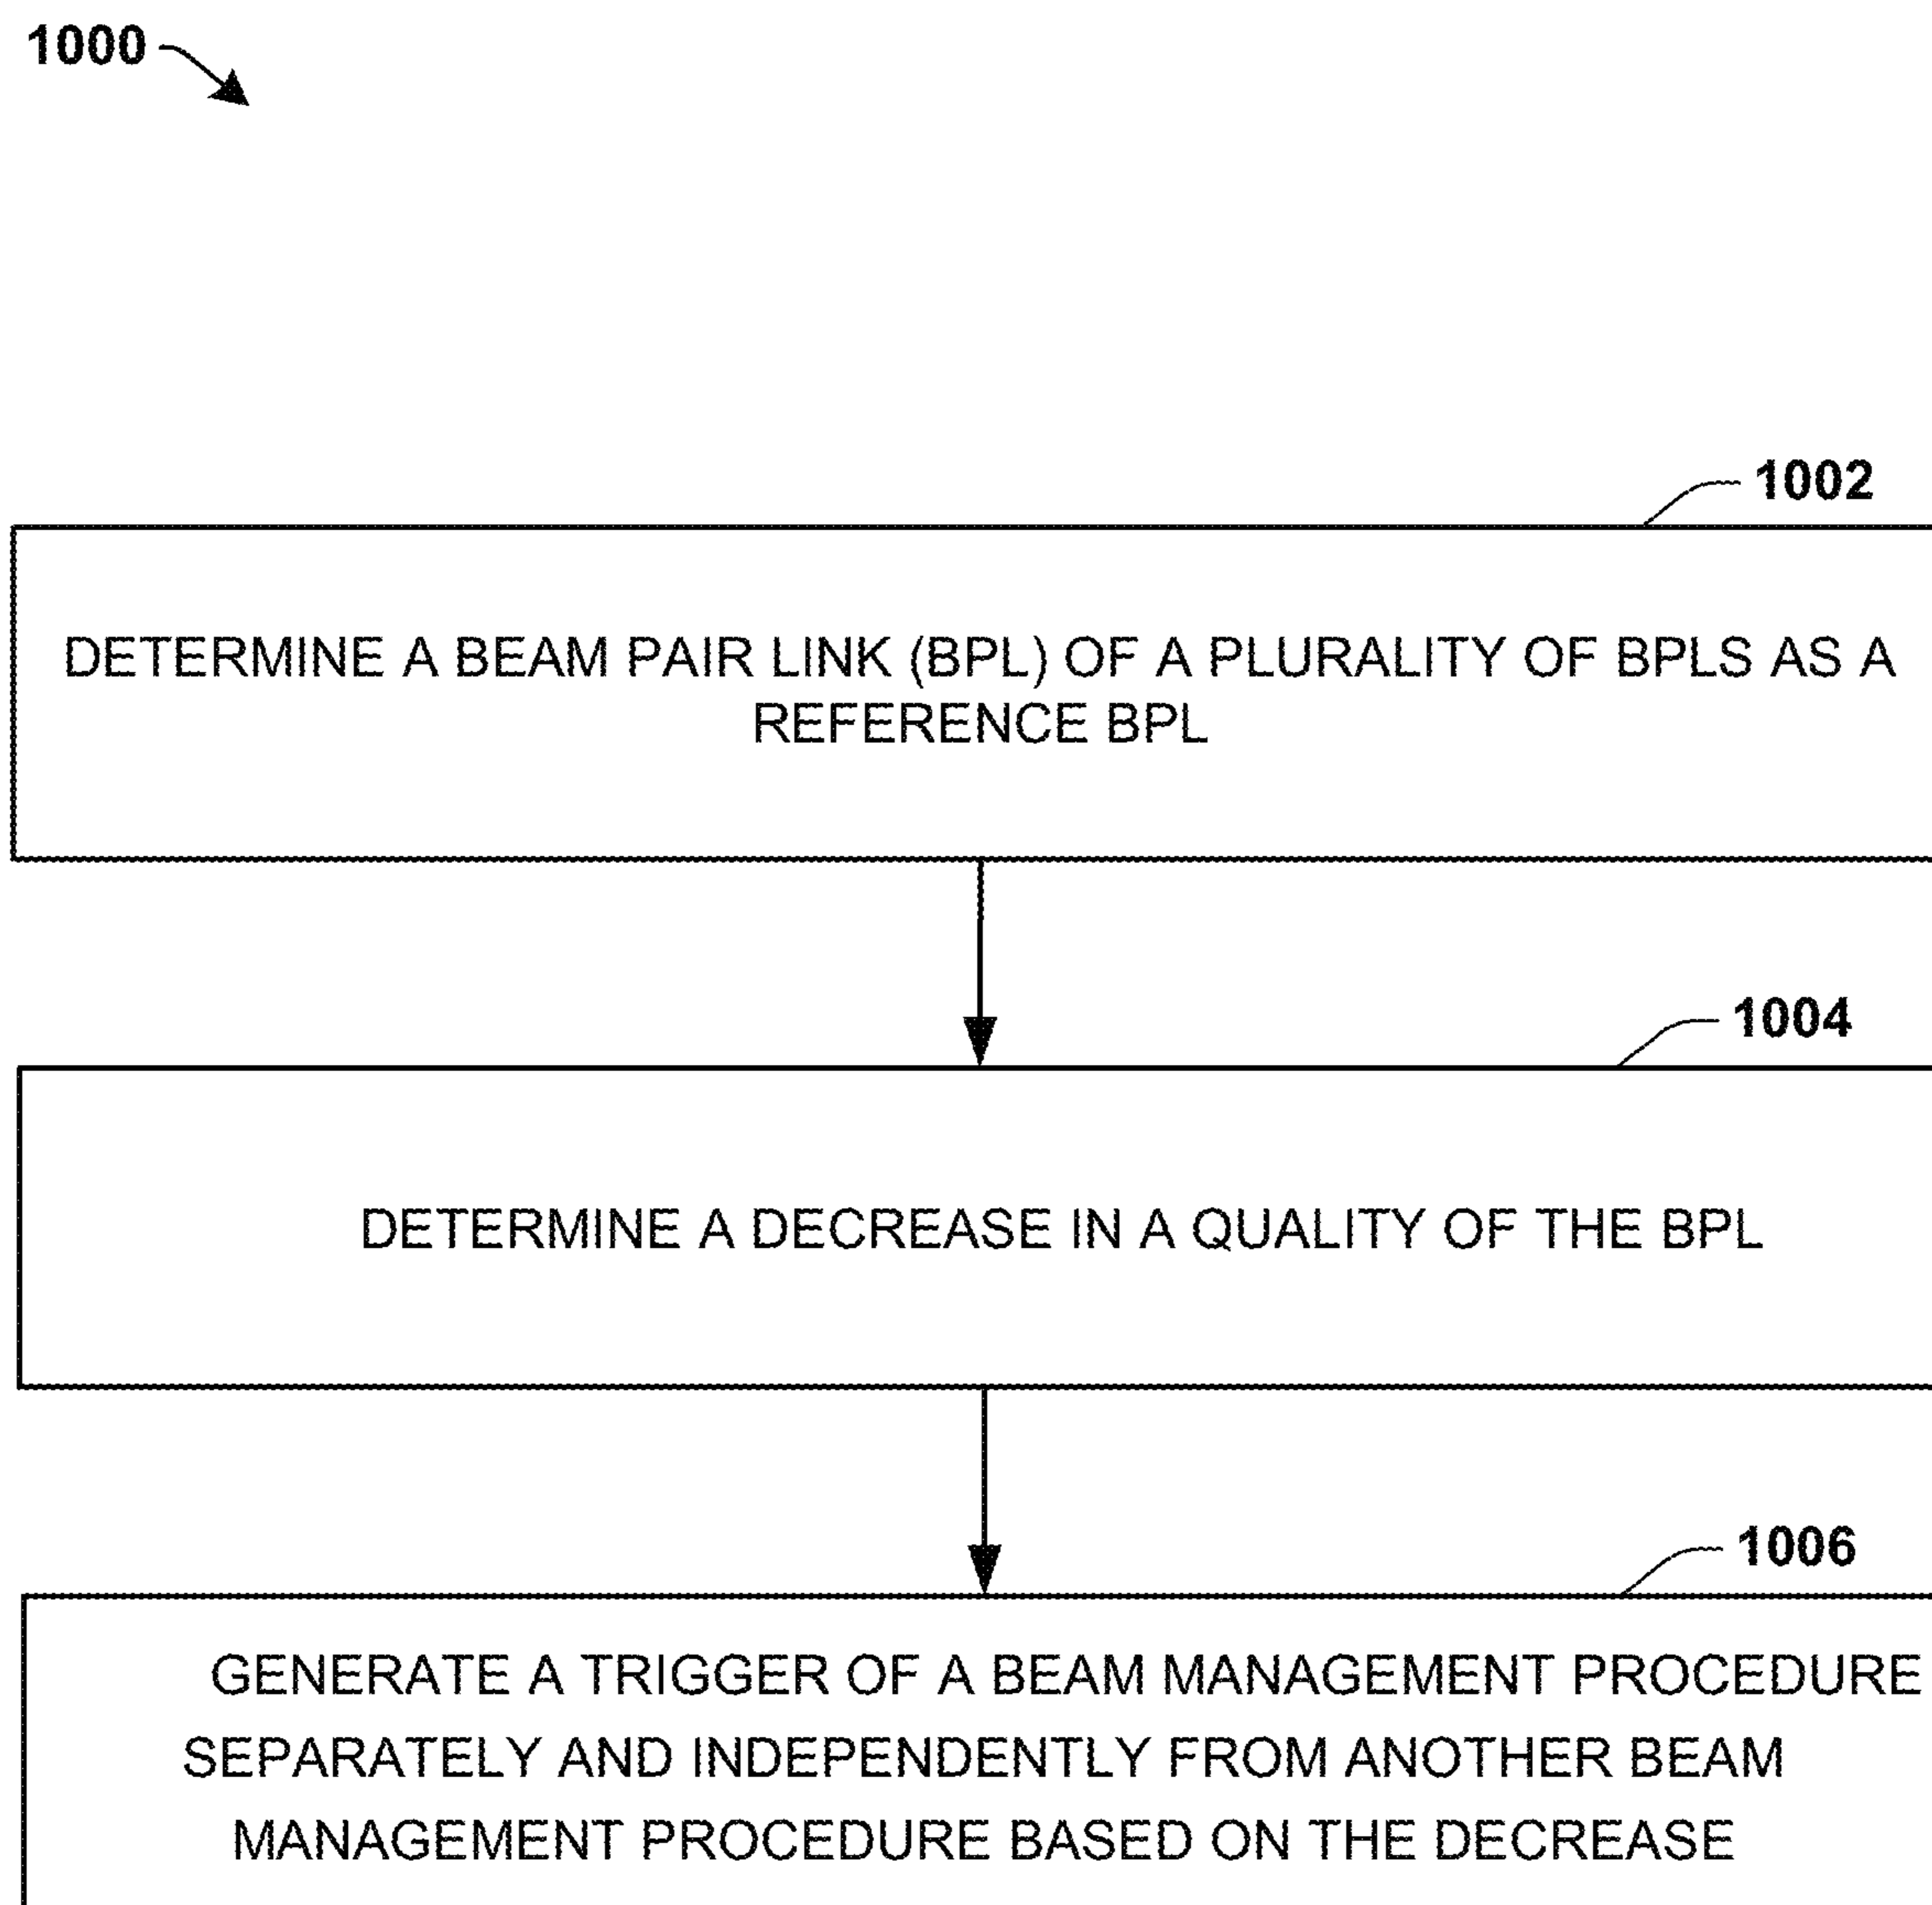 1000
1002
DETERMINE A BEAM PAIR LINK (BPL) OF A PLURALITY OF BPLS AS A
REFERENCE BPL
1004
DETERMINE A DECREASE IN A QUALITY OF THE BPL
1006
GENERATE A TRIGGER OF A BEAM MANAGEMENT PROCEDURE
SEPARATELY AND INDEPENDENTLY FROM ANOTHER BEAM
MANAGEMENT PROCEDURE BASED ON THE DECREASE